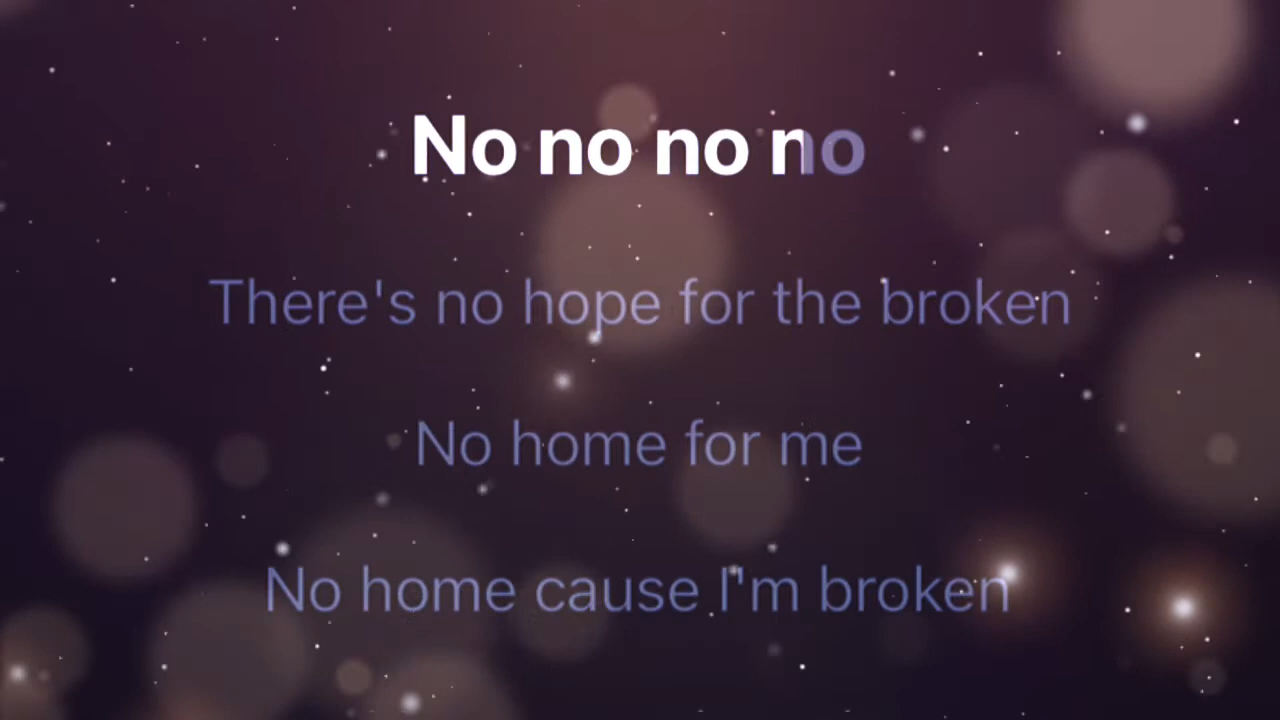 No no no no
There's no hope for the broken
No home for me
No home cause I'm broken